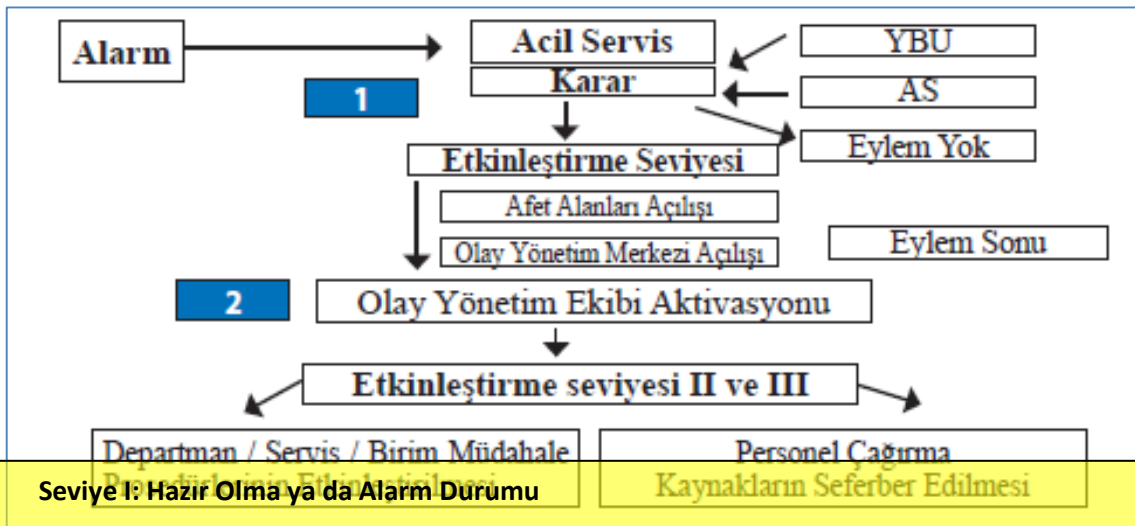 Alarm
Acil Servis
Karar
YBU
AS
Eylem Yok
1
Etkinleştirme Seviyesi
Afet Alanları Açılışı
Olay Yönetim Merkezi Açılışı
Eylem Sonu
2
Olay Yönetim Ekibi Aktivasyonu
Etkinleştirme seviyesi II ve III
Departman / Servis / Birim Müdahale
Prosedürlerinin Etkinleştirilmesi
Personel Çağırma
Kaynakların Seferber Edilmesi
Seviye I: Hazır Olma ya da Alarm Durumu